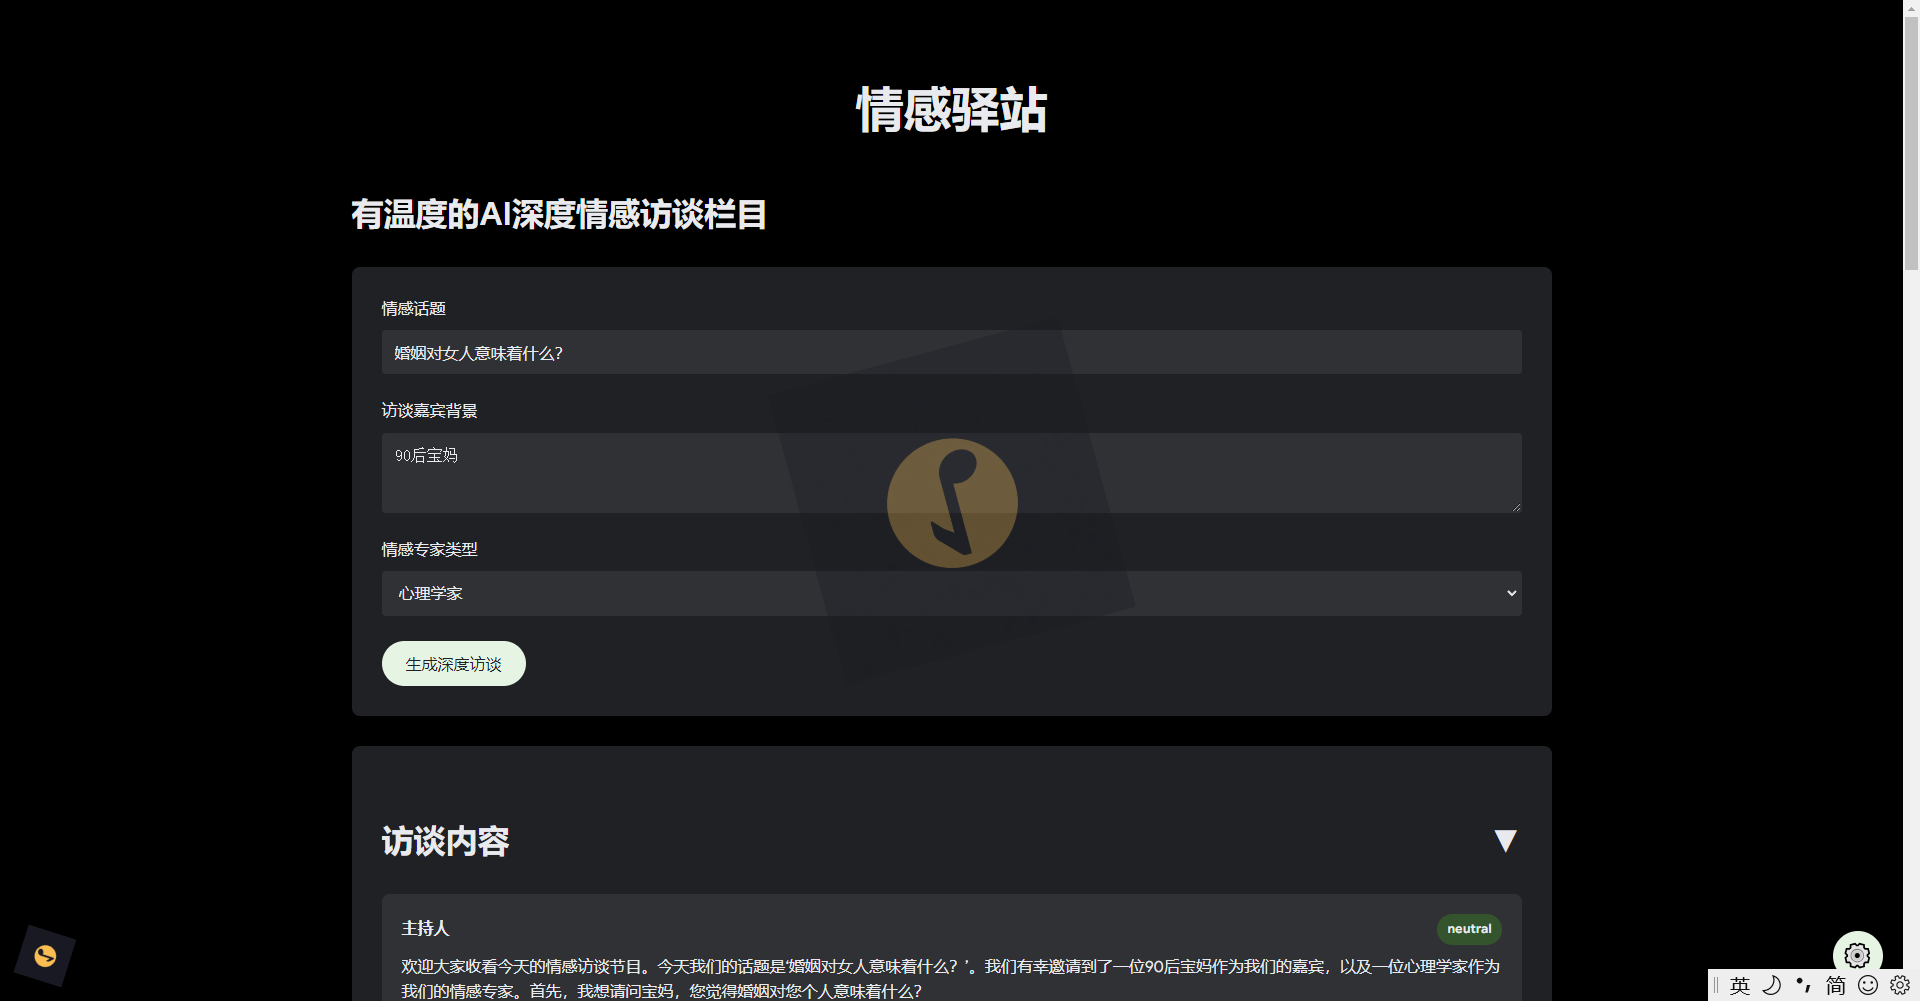 情感驿站
有温度的AI深度情感访谈栏目
情感话题
婚姻对女人意味着什么?
访谈嘉宾背景
90后宝妈
情感专家类型
心理学家
生成深度访谈
访谈内容
▼
主持人
neutral
欢迎大家收看今天的情感访谈节目。今天我们的话题是‘婚姻对女人意味着什么？’。我们有幸邀请到了一位90后宝妈作为我们的嘉宾，以及一位心理学家作为
我们的情感专家。首先，我想请问宝妈，您觉得婚姻对您个人意味着什么？
英 简